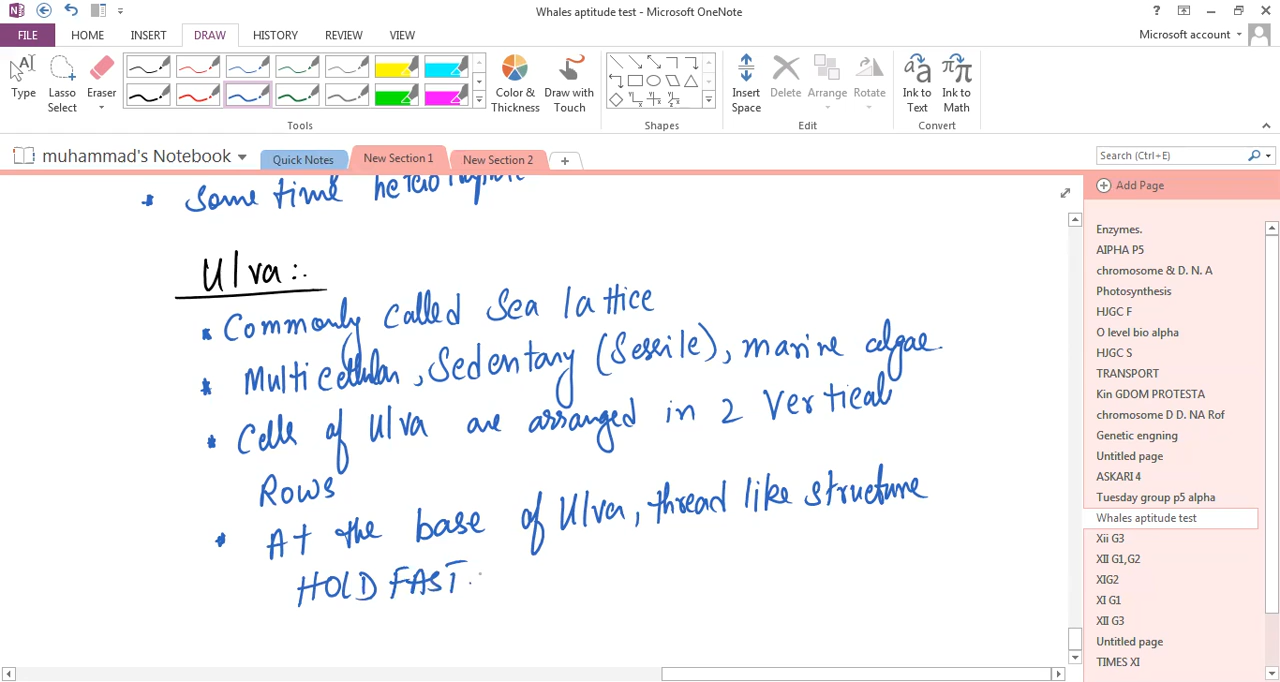 Whales aptitude test - Microsoft OneNote
?
FILE HOME INSERT DRAW HISTORY REVIEW VIEW
Microsoft account
Type
Lasso Select
Eraser
Color & Thickness
Draw with Touch
Insert Space
Delete
Arrange
Rotate
Ink to Text
Ink to Math
Tools
Shapes
Edit
Convert
muhammad's Notebook
Quick Notes
New Section 1
New Section 2
+
Search (Ctrl+E)
Add Page
Enzymes.
AlPHA P5
chromosome & D. N. A
Photosynthesis
HJGC F
O level bio alpha
HJGC S
TRANSPORT
Kin GDOM PROTESTA
chromosome D D. NA Rof
Genetic engning
Untitled page
ASKARI 4
Tuesday group p5 alpha
Whales aptitude test
Xii G3
XII G1,G2
XIG2
XI G1
XII G3
Untitled page
TIMES XI
* Some time
Ulva:.
* Commonly called Sea lattice
* Multicellular, Sedentary (Sessile), marine algae
* Cells of Ulva are arranged in 2 Vertical
Rows
* At the base of Ulva, thread like structure
HOLD FAST.